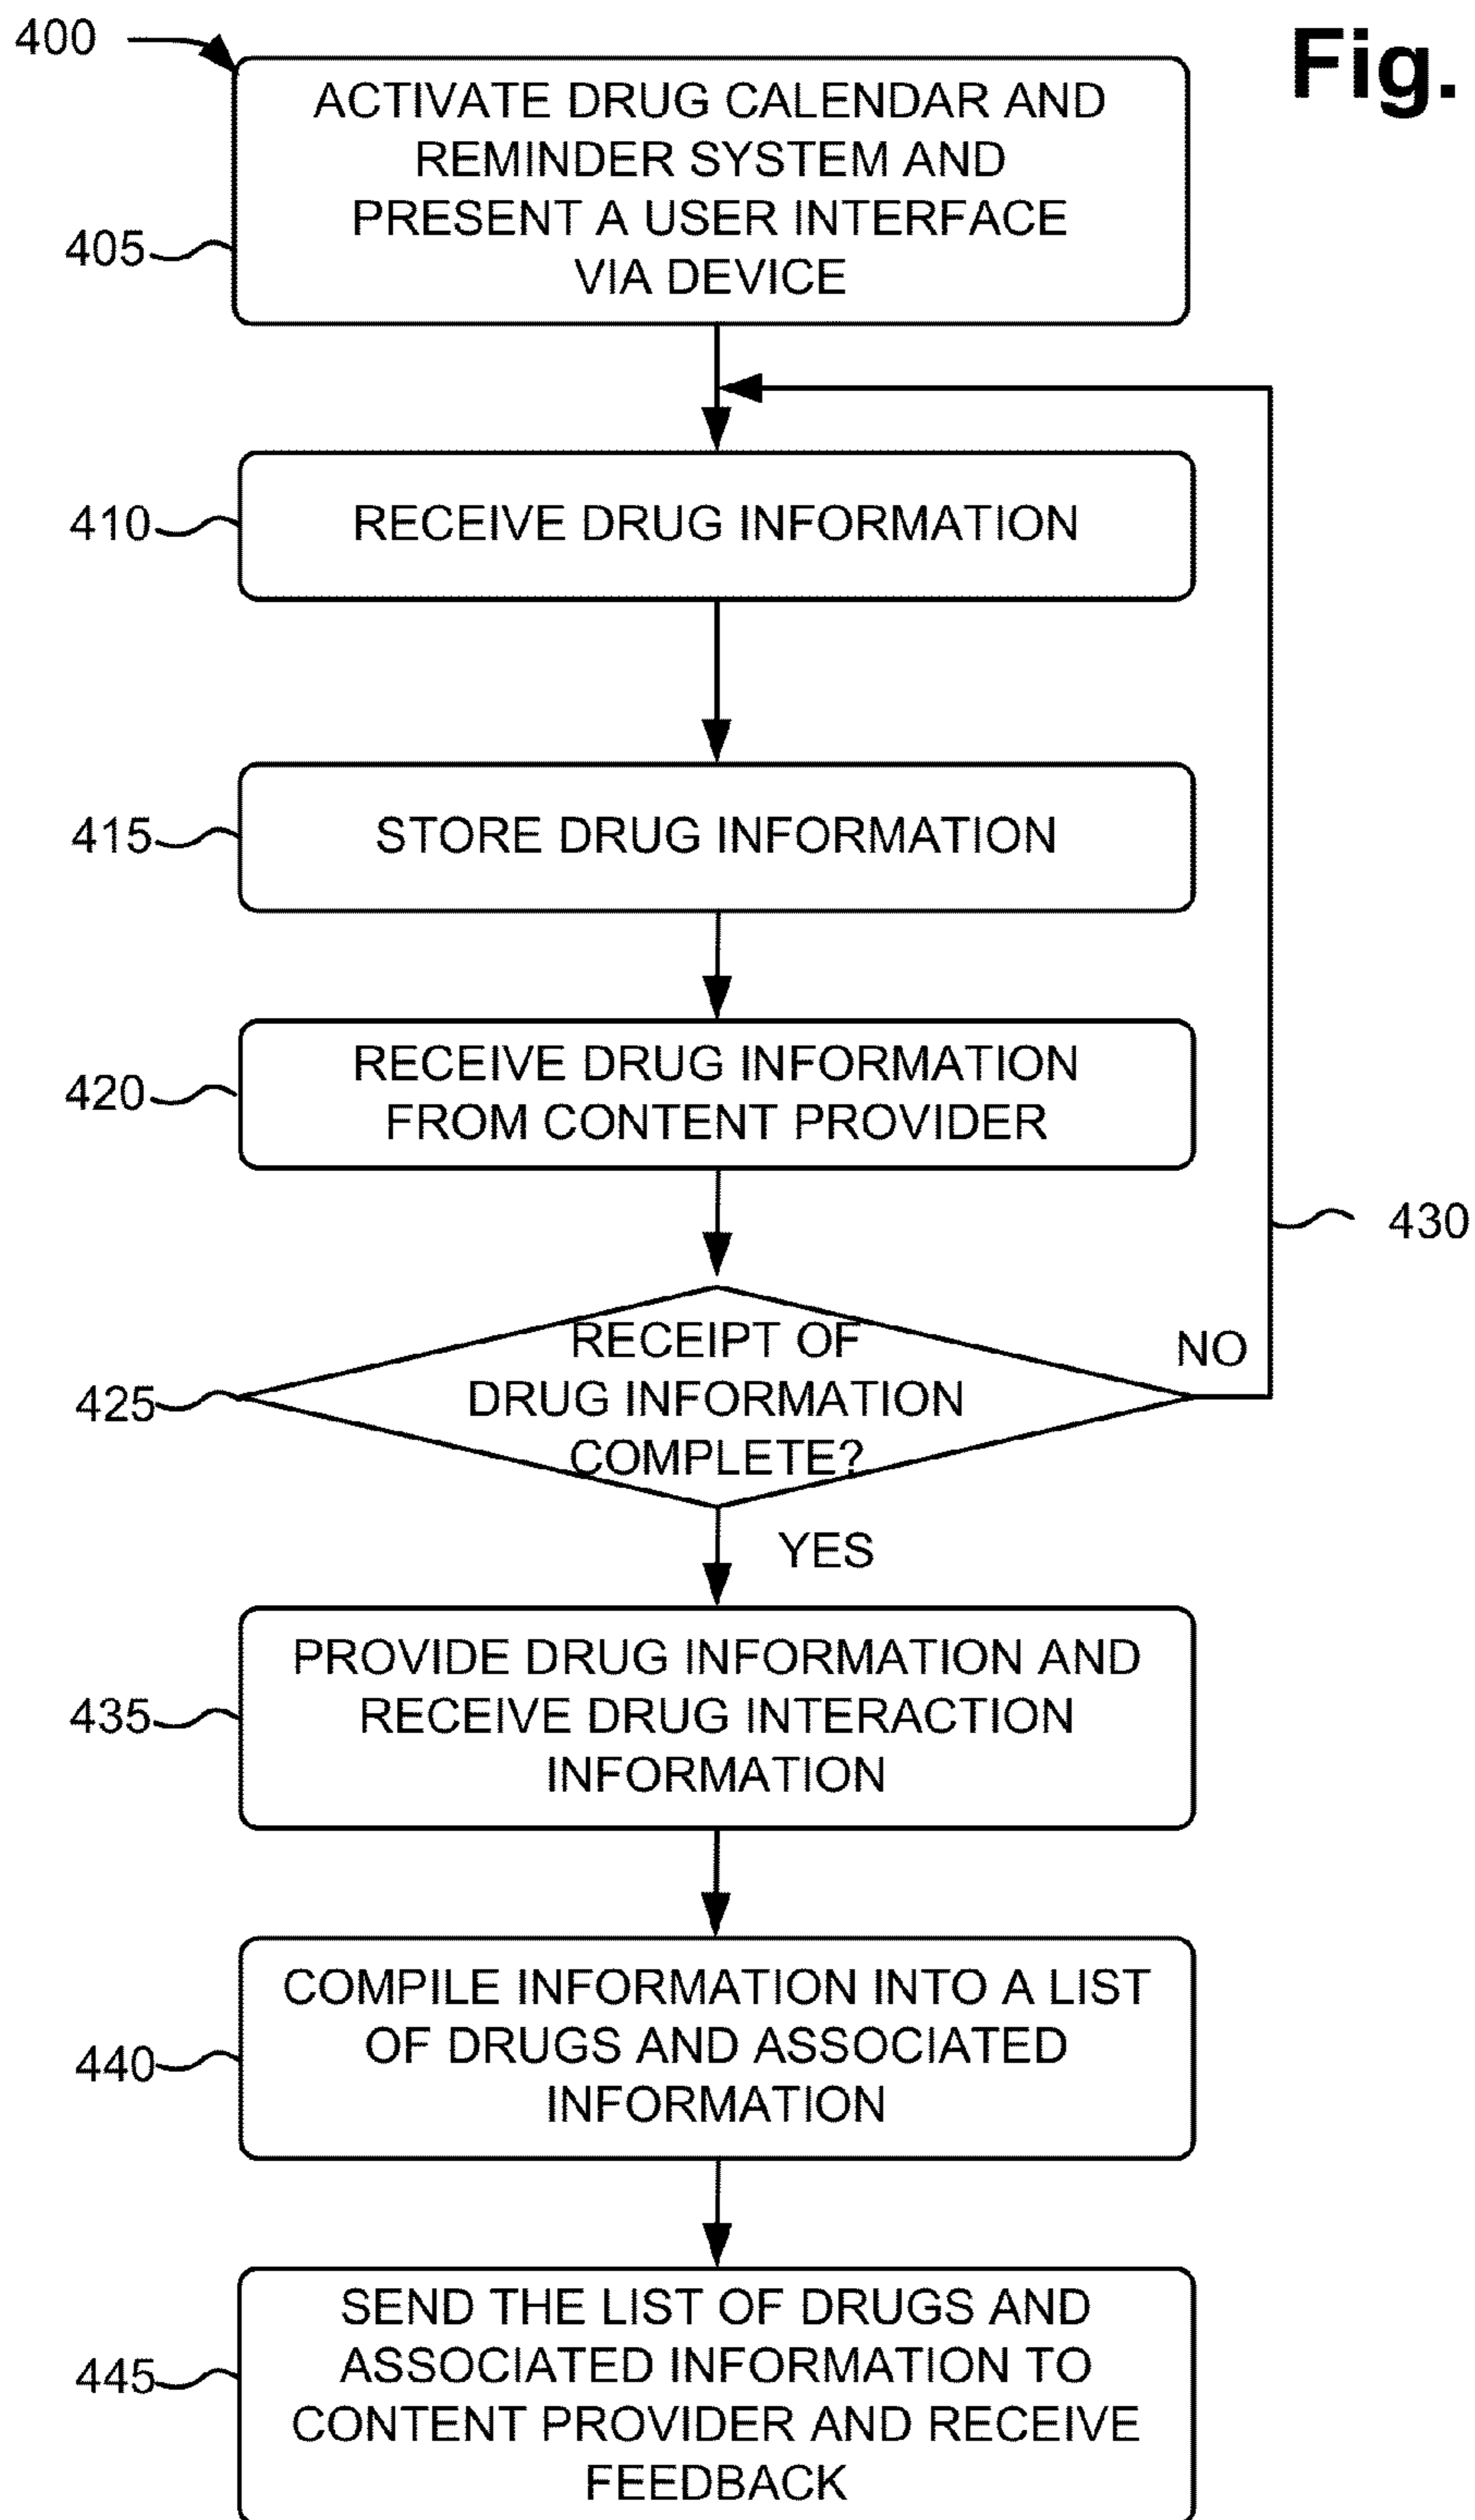 400
Fig.
ACTIVATE DRUG CALENDAR AND
REMINDER SYSTEM AND
PRESENT A USER INTERFACE
VIA DEVICE
405
410
RECEIVE DRUG INFORMATION
415
STORE DRUG INFORMATION
420
RECEIVE DRUG INFORMATION
FROM CONTENT PROVIDER
430
425
RECEIPT OF
DRUG INFORMATION
COMPLETE?
NO
YES
435
PROVIDE DRUG INFORMATION AND
RECEIVE DRUG INTERACTION
INFORMATION
440
COMPILE INFORMATION INTO A LIST
OF DRUGS AND ASSOCIATED
INFORMATION
445
SEND THE LIST OF DRUGS AND
ASSOCIATED INFORMATION TO
CONTENT PROVIDER AND RECEIVE
FEEDBACK